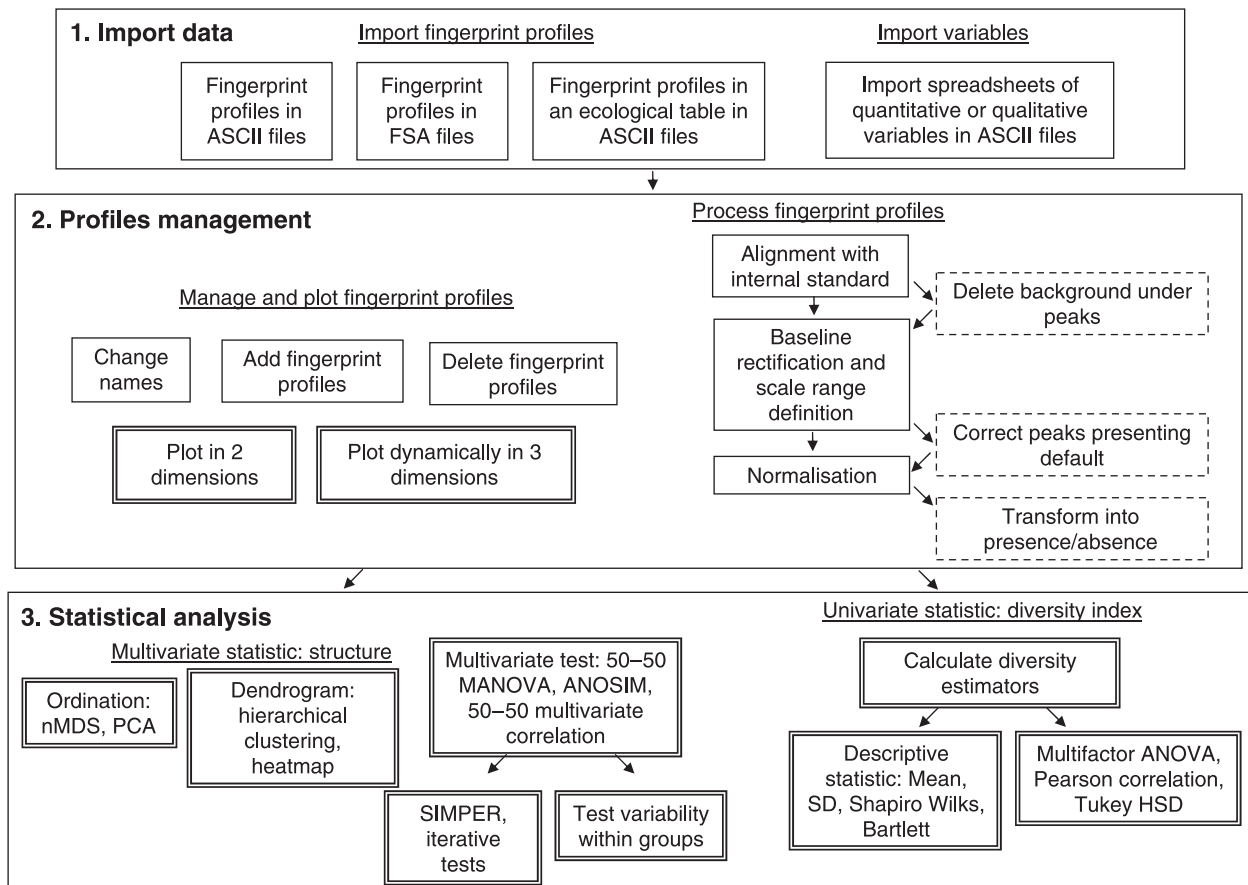 1. Import data
Import fingerprint profiles
Import variables
Fingerprint
profiles in
ASCII files
Fingerprint
profiles in
FSA files
Fingerprint profiles in
an ecological table in
ASCII files
Import spreadsheets of
quantitative or qualitative
variables in ASCII files
2. Profiles management
Manage and plot fingerprint profiles
Change
names
Add fingerprint
profiles
Delete fingerprint
profiles
Plot in 2
dimensions
Plot dynamically in 3
dimensions
Process fingerprint profiles
Alignment with
internal standard
Delete background under
peaks
Baseline
rectification and
scale range
definition
Correct peaks presenting
default
Normalisation
Transform into
presence/absence
3. Statistical analysis
Multivariate statistic: structure
Ordination:
nMDS, PCA
Dendrogram:
hierarchical
clustering,
heatmap
Multivariate test: 50–50
MANOVA, ANOSIM,
50–50 multivariate
correlation
SIMPER,
iterative
tests
Test variability
within groups
Univariate statistic: diversity index
Calculate diversity
estimators
Descriptive
statistic: Mean,
SD, Shapiro Wilks,
Bartlett
Multifactor ANOVA,
Pearson correlation,
Tukey HSD